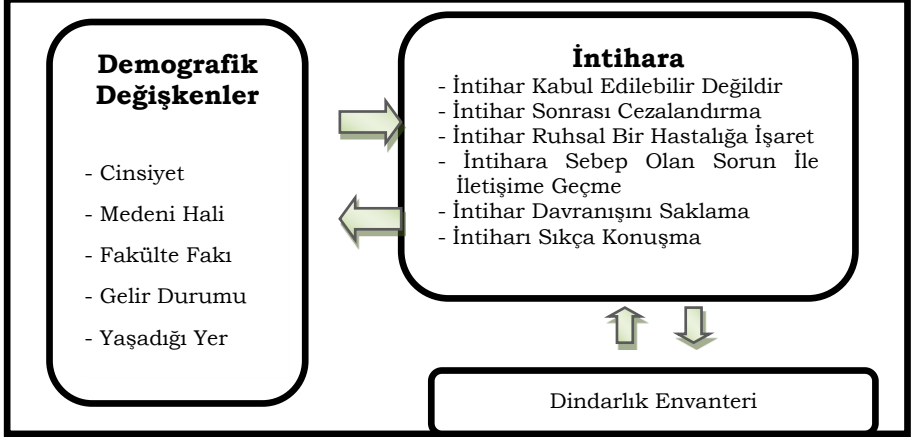 Demografik
Değişkenler
- Cinsiyet
- Medeni Hali
- Fakülte Fakı
- Gelir Durumu
- Yaşadığı Yer
İntihara
- İntihar Kabul Edilebilir Değildir
- İntihar Sonrası Cezalandırma
- İntihar Ruhsal Bir Hastalığa İşaret
- İntihara Sebep Olan Sorun İle
İletişime Geçme
- İntihar Davranışını Saklama
- İntiharı Sıkça Konuşma
Dindarlık Envanteri